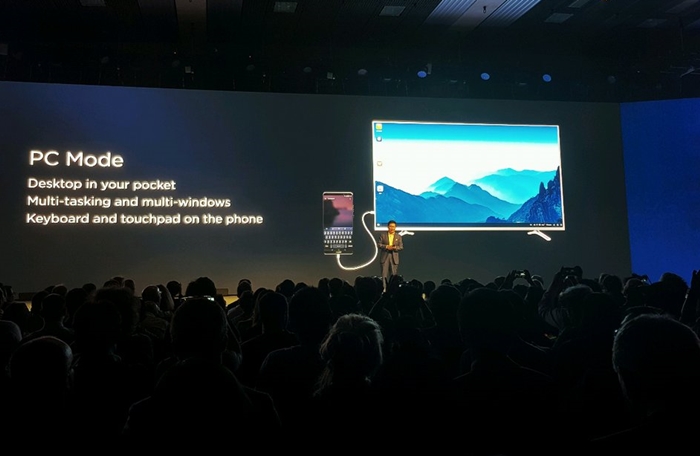 PC Mode
Desktop in your pocket
Multi-tasking and multi-windows
Keyboard and touchpad on the phone